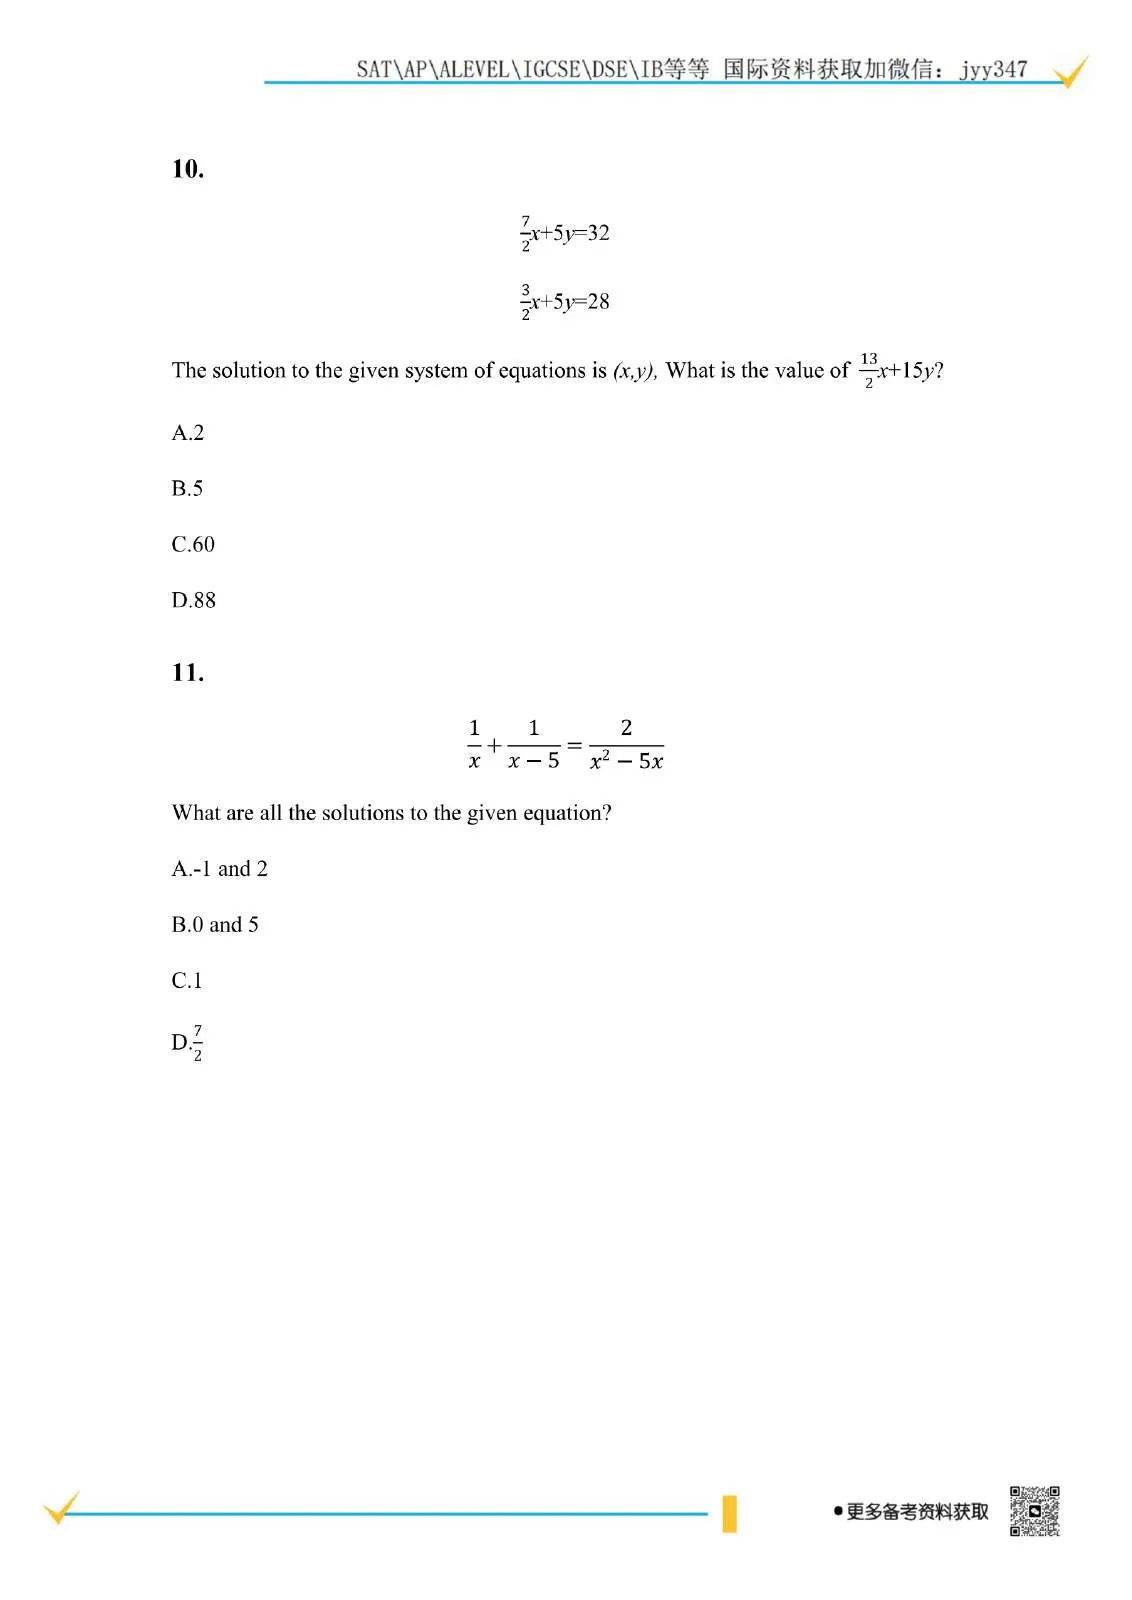 SAT\AP\ALEVEL\IGCSE\DSE\IB等等 国际资料获取加微信: jyy347
10.
7/2x+5y=32
3/2x+5y=28
The solution to the given system of equations is (x,y), What is the value of 13/2x+15y?
A.2
B.5
C.60
D.88
11.
1/x + 1/(x − 5) = 2/(x² − 5x)
What are all the solutions to the given equation?
A.-1 and 2
B.0 and 5
C.1
D.7/2
•更多备考资料获取